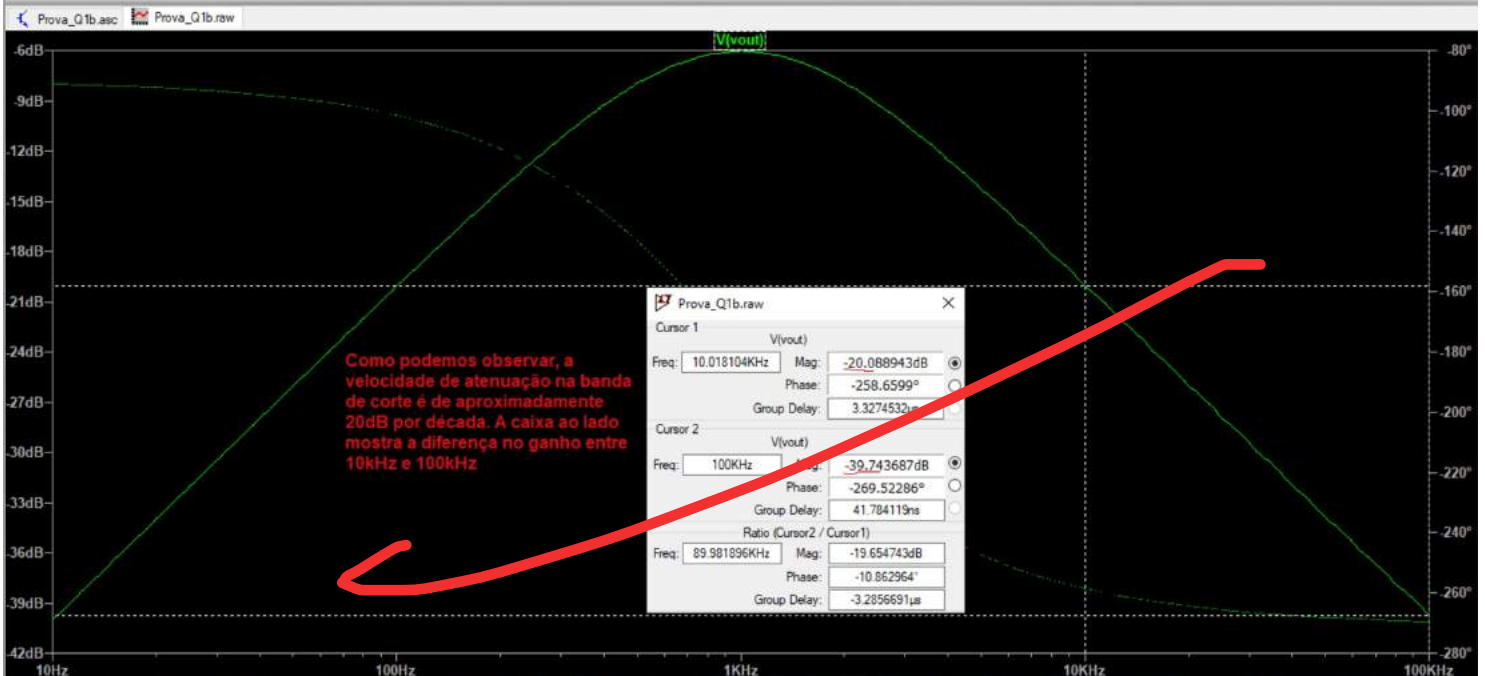 Prova_Q1b.asc Prova_Q1b.raw
V(vout)
-6dB
-9dB
-12dB
-15dB
-18dB
-21dB
-24dB
-27dB
-30dB
-33dB
-36dB
-39dB
-42dB
Como podemos observar, a
velocidade de atenuação na banda
de corte é de aproximadamente
20dB por década. A caixa ao lado
mostra a diferença no ganho entre
10kHz e 100kHz
Prova_Q1b.raw
Cursor 1
V(vout)
Freq: 10.018104KHz Mag: -20.088943dB
Phase: -258.6599°
Group Delay: 3.3274532µs
Cursor 2
V(vout)
Freq: 100KHz Mag: -39.743687dB
Phase: -269.52286°
Group Delay: 41.784119ns
Ratio (Cursor2 / Cursor1)
Freq: 89.981896KHz Mag: -19.654743dB
Phase: -10.862964°
Group Delay: -3.2856691µs
-80°
-100°
-120°
-140°
-160°
-180°
-200°
-220°
-240°
-260°
-280°
10Hz 100Hz 1KHz 10KHz 100KHz